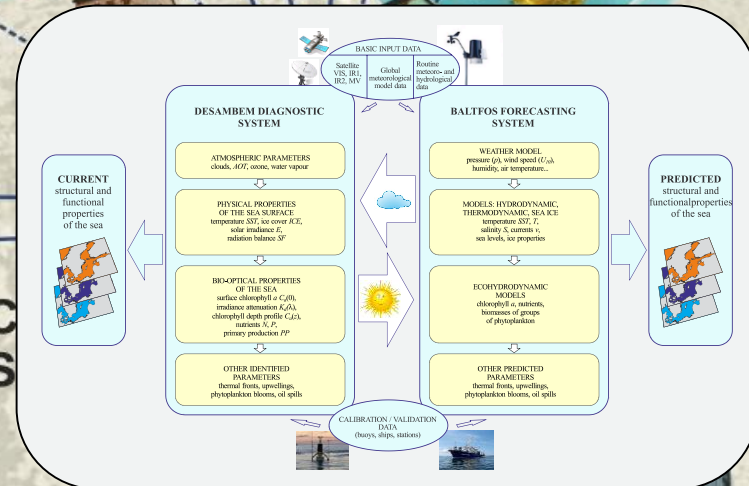 BASIC INPUT DATA
Satellite
VIS, IR1,
IR2, MV
Global
meteorological
model data
Routine
meteoro- and
hydrological
data
DESAMBEM DIAGNOSTIC
SYSTEM
ATMOSPHERIC PARAMETERS
clouds, AOT, ozone, water vapour
PHYSICAL PROPERTIES
OF THE SEA SURFACE
temperature SST, ice cover ICE,
solar irradiance E,
radiation balance SF
BIO-OPTICAL PROPERTIES
OF THE SEA
surface chlorophyll a Cₐ(0),
irradiance attenuation K_d(λ),
chlorophyll depth profile Cₐ(z),
nutrients N, P,
primary production PP
OTHER IDENTIFIED
PARAMETERS
thermal fronts, upwellings,
phytoplankton blooms, oil spills
BALTFOS FORECASTING
SYSTEM
WEATHER MODEL
pressure (p), wind speed (U₁₀),
humidity, air temperature...
MODELS: HYDRODYNAMIC,
THERMODYNAMIC, SEA ICE
temperature SST, T,
salinity S, currents v,
sea levels, ice properties
ECOHYDRODYNAMIC
MODELS
chlorophyll a, nutrients,
biomasses of groups
of phytoplankton
OTHER PREDICTED
PARAMETERS
thermal fronts, upwellings,
phytoplankton blooms, oil spills
CURRENT
structural and
functional
properties
of the sea
PREDICTED
structural and
functionalproperties
of the sea
CALIBRATION / VALIDATION
DATA
(buoys, ships, stations)
C
S